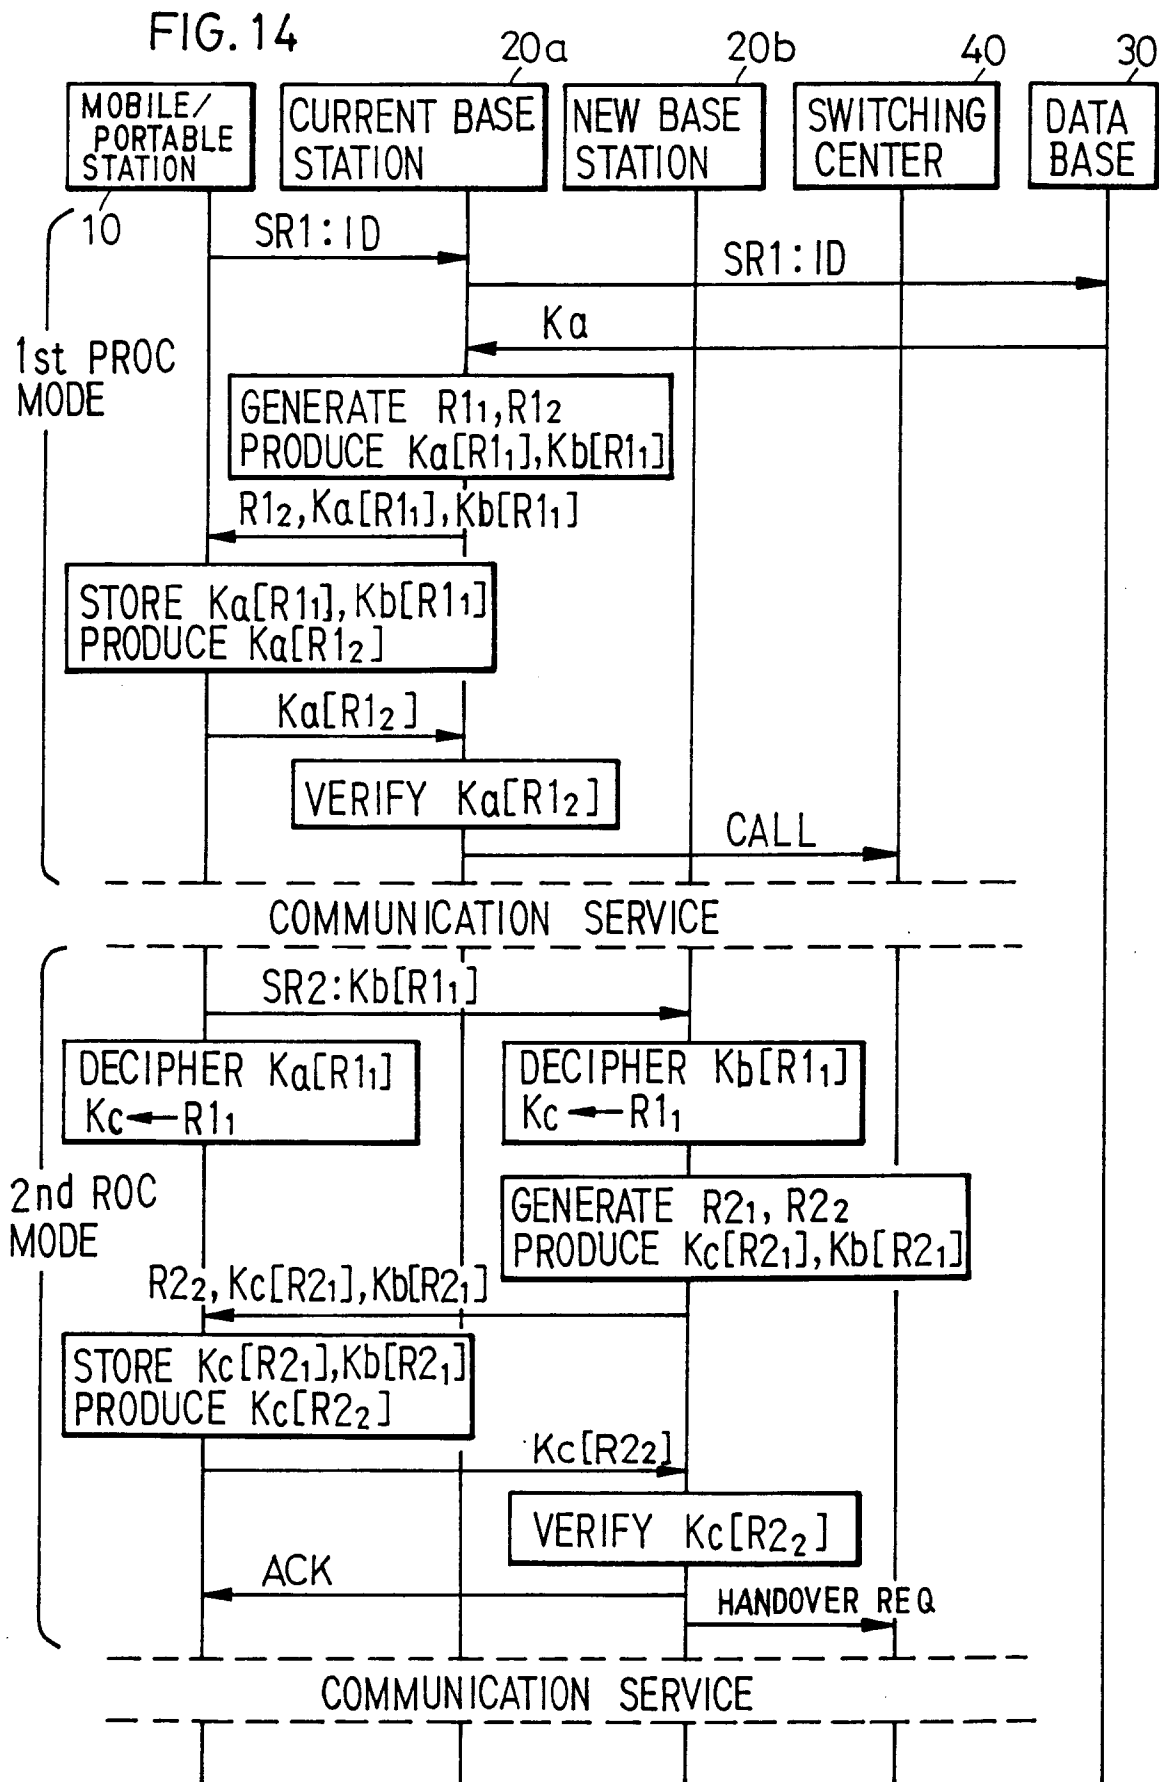 FIG. 14
20a
20b
40
30
MOBILE/
PORTABLE
STATION
CURRENT BASE
STATION
NEW BASE
STATION
SWITCHING
CENTER
DATA
BASE
10
SR1:ID
SR1:ID
Ka
1st PROC
MODE
GENERATE R1₁,R1₂
PRODUCE Ka[R1₁],Kb[R1₁]
R1₂,Ka[R1₁],Kb[R1₁]
STORE Ka[R1₁],Kb[R1₁]
PRODUCE Ka[R1₂]
Ka[R1₂]
VERIFY Ka[R1₂]
CALL
COMMUNICATION SERVICE
SR2:Kb[R1₁]
DECIPHER Ka[R1₁]
Kc←R1₁
DECIPHER Kb[R1₁]
Kc←R1₁
2nd ROC
MODE
GENERATE R2₁, R2₂
PRODUCE Kc[R2₁],Kb[R2₁]
R2₂,Kc[R2₁],Kb[R2₁]
STORE Kc[R2₁],Kb[R2₁]
PRODUCE Kc[R2₂]
Kc[R2₂]
VERIFY Kc[R2₂]
ACK
HANDOVER REQ
COMMUNICATION SERVICE